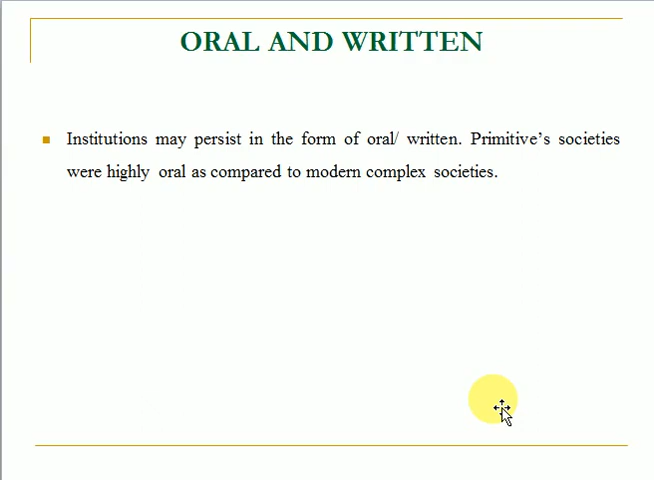 ORAL AND WRITTEN
Institutions may persist in the form of oral/ written. Primitive's societies
were highly oral as compared to modern complex societies.